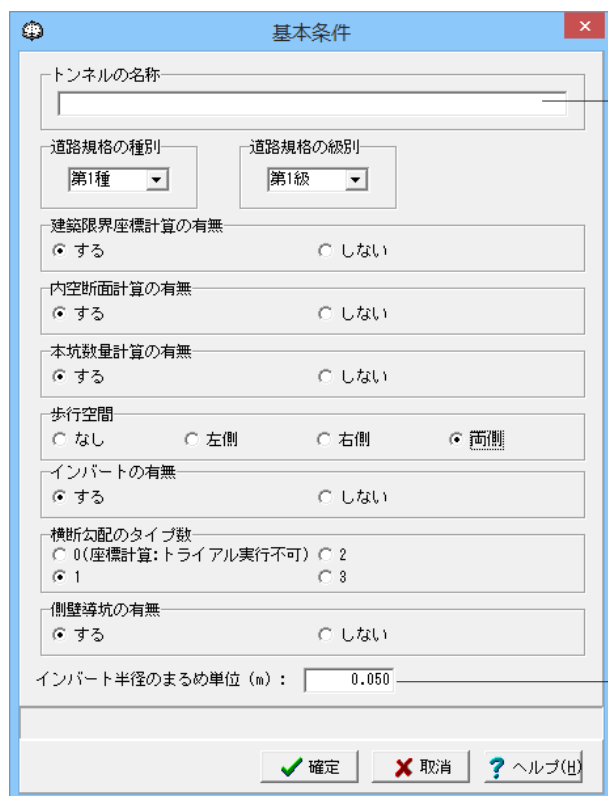 基本条件
トンネルの名称
道路規格の種別 道路規格の級別
第1種 第1級
建築限界座標計算の有無
する しない
内空断面計算の有無
する しない
本坑数量計算の有無
する しない
歩行空間
なし 左側 右側 両側
インバートの有無
する しない
横断勾配のタイプ数
0(座標計算:トライアル実行不可) 2
1 3
側壁導坑の有無
する しない
インバート半径のまるめ単位 (m) : 0.050
確定 取消 ヘルプ(H)